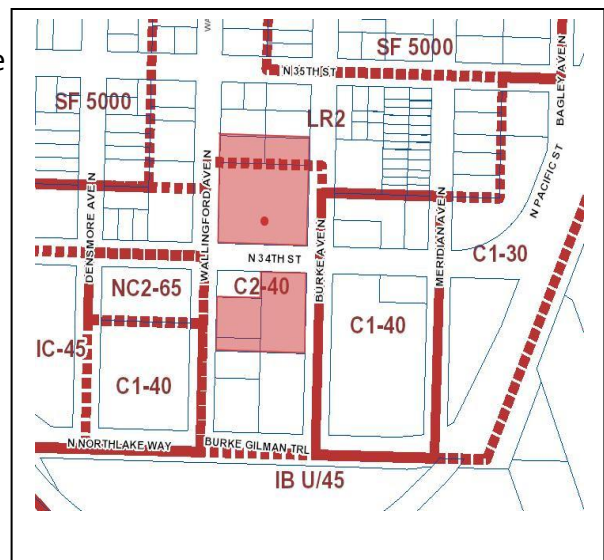 e
WA
SF 5000
N 35TH ST
BAGLEY AVE N
SF 5000
LR2
WALLINGFORD AVE N
DENSMORE AVE N
N PACIFIC ST
MERIDIAN AVE N
BURKE AVE N
N 34TH ST
C1-30
NC2-65
C2-40
C1-40
IC-45
C1-40
N NORTHLAKE WAY
BURKE GILMAN TRL
IB U/45